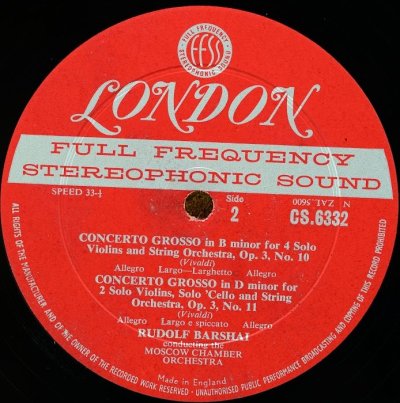 FULL FREQUENCY
STEREOPHONIC SOUND
FFSS
LONDON
FULL FREQUENCY
STEREOPHONIC SOUND
SPEED 33⅓
Side
2
N
ZAL.5600
CS.6332
CONCERTO GROSSO in B minor for 4 Solo
Violins and String Orchestra, Op. 3, No. 10
(Vivaldi)
Allegro Largo—Larghetto Allegro
CONCERTO GROSSO in D minor for
2 Solo Violins, Solo 'Cello and String
Orchestra, Op. 3, No. 11
(Vivaldi)
Allegro Largo e spiccato Allegro
RUDOLF BARSHAI
conducting the
MOSCOW CHAMBER
ORCHESTRA
Made in England
ALL RIGHTS OF THE MANUFACTURER AND OF THE OWNER OF THE RECORDED WORK RESERVED - UNAUTHORISED PUBLIC PERFORMANCE BROADCASTING AND COPYING OF THIS RECORD PROHIBITED